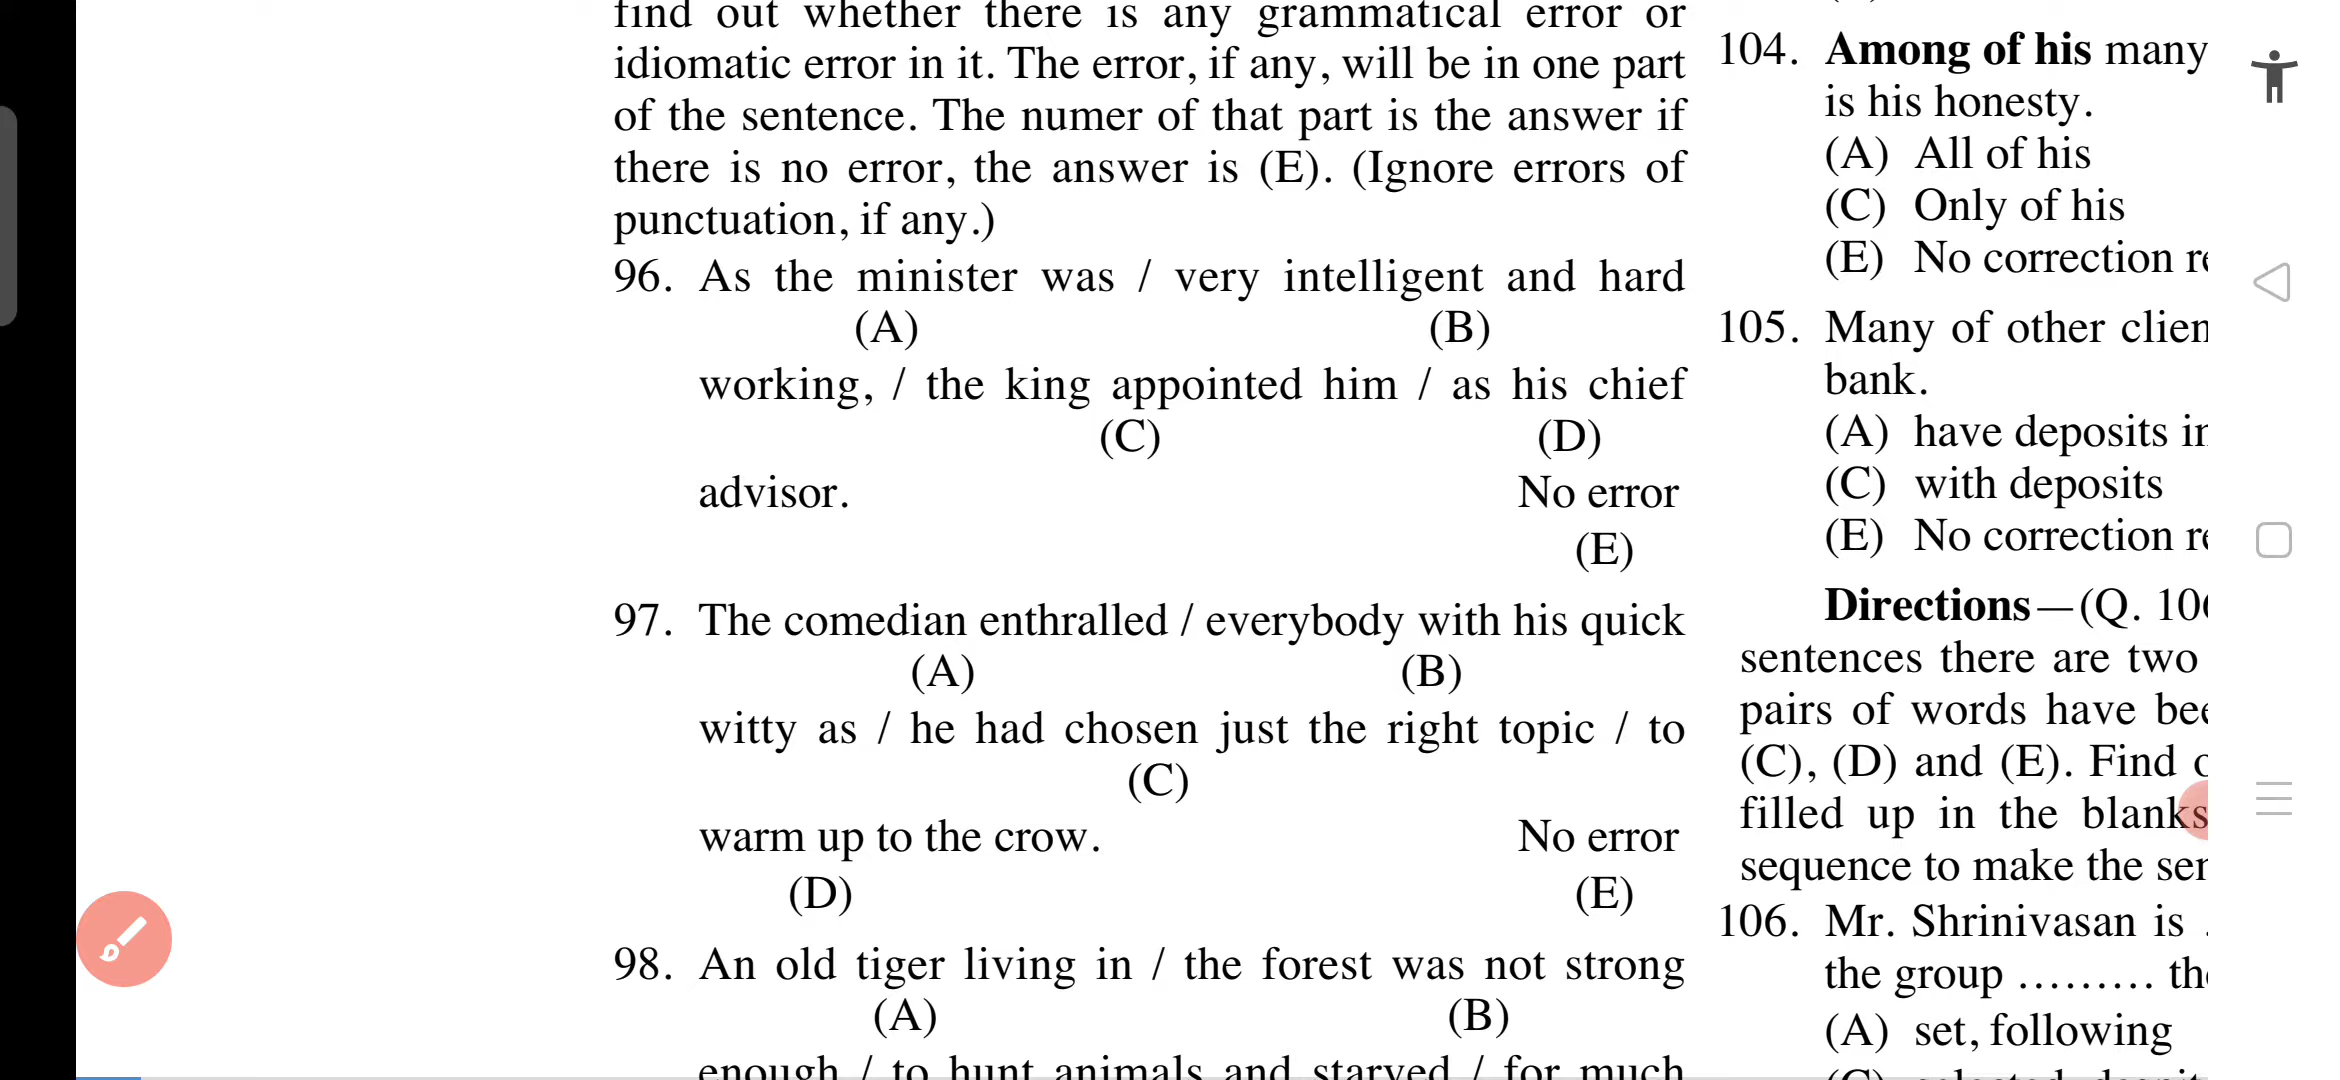 find out whether there is any grammatical error or
idiomatic error in it. The error, if any, will be in one part
of the sentence. The numer of that part is the answer if
there is no error, the answer is (E). (Ignore errors of
punctuation, if any.)
96. As the minister was / very intelligent and hard
(A) (B)
working, / the king appointed him / as his chief
(C) (D)
advisor. No error
(E)
97. The comedian enthralled / everybody with his quick
(A) (B)
witty as / he had chosen just the right topic / to
(C)
warm up to the crow. No error
(D) (E)
98. An old tiger living in / the forest was not strong
(A) (B)
enough / to hunt animals and starved / for much
104. Among of his many
is his honesty.
(A) All of his
(C) Only of his
(E) No correction
105. Many of other
bank.
(A) have deposits
(C) with deposits
(E) No correction
Directions—(Q.
sentences there are two
pairs of words have
(C), (D) and (E). Find
filled up in the blanks
sequence to make the
106. Mr. Shrinivasan is
the group .........
(A) set, following